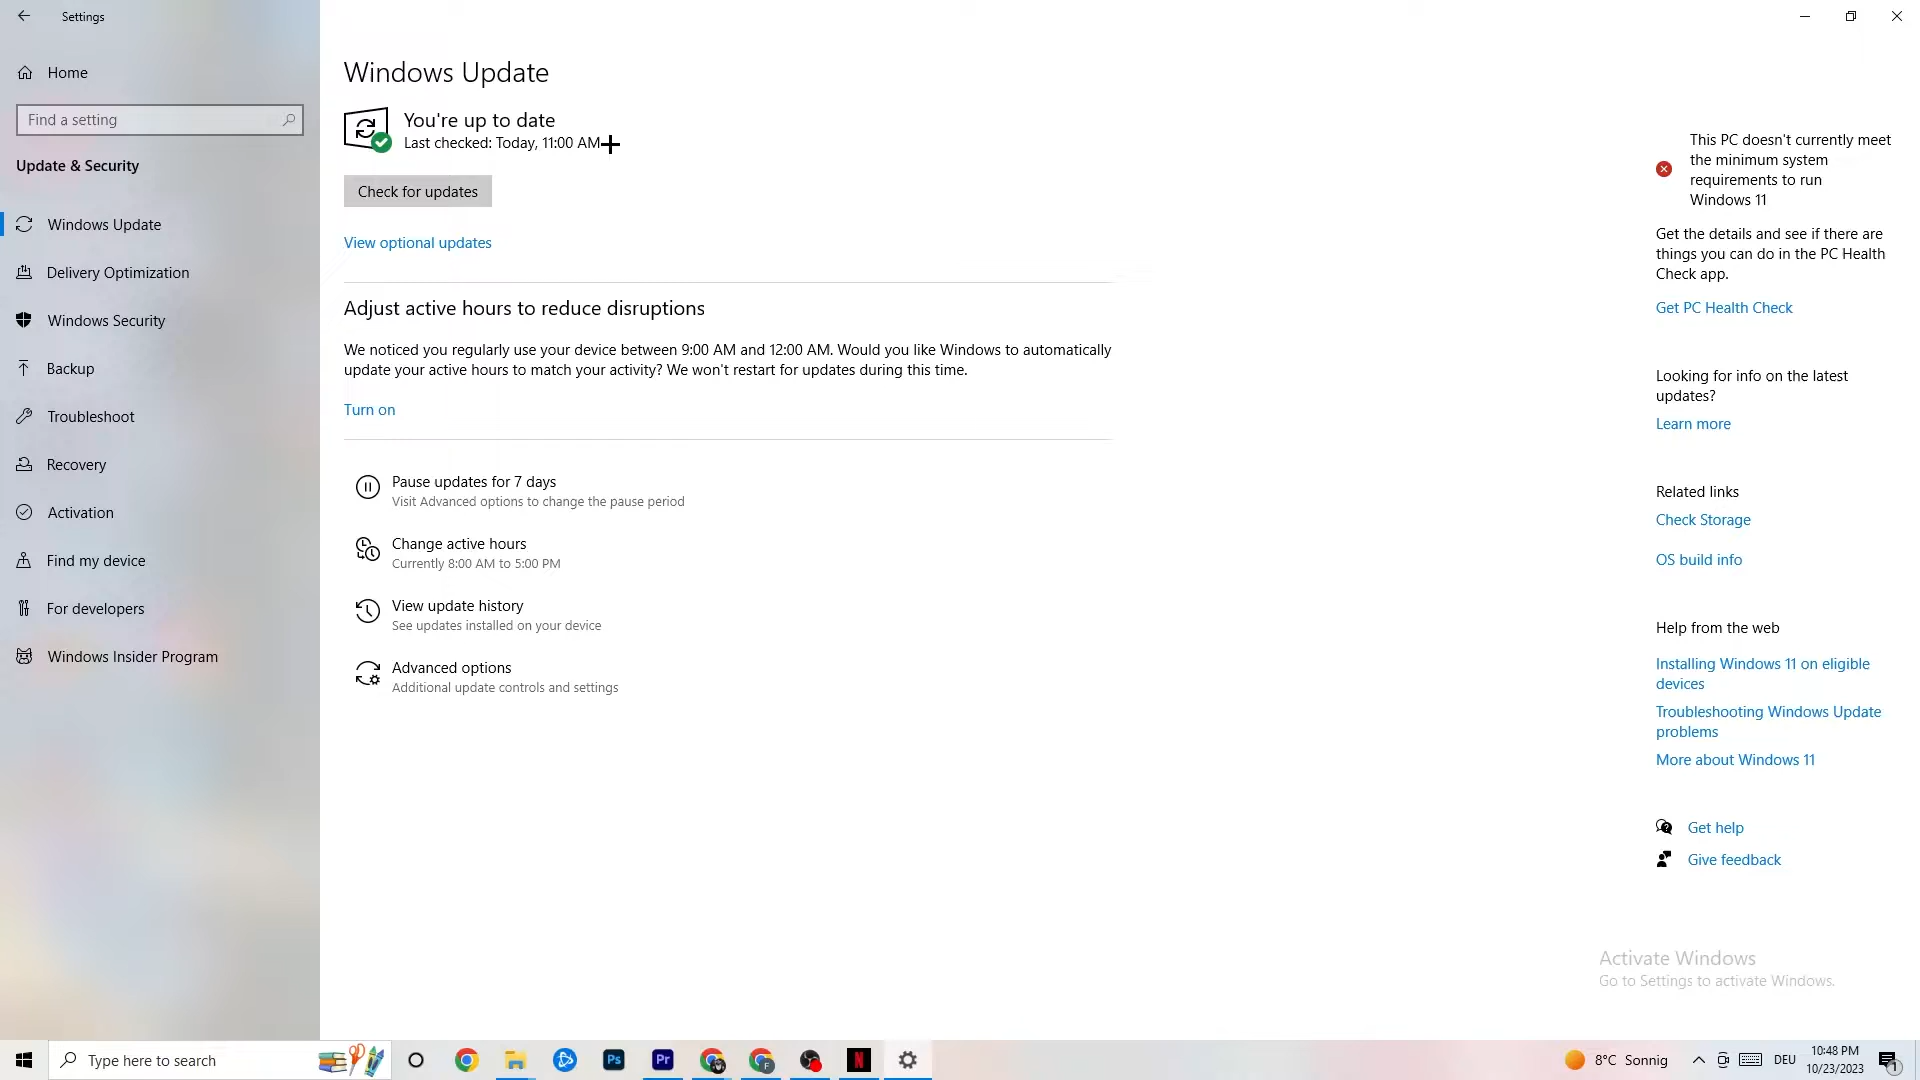 Settings
Home
Find a setting
Update & Security
Windows Update
Delivery Optimization
Windows Security
Backup
Troubleshoot
Recovery
Activation
Find my device
For developers
Windows Insider Program
Windows Update
You're up to date
Last checked: Today, 11:00 AM
Check for updates
View optional updates
Adjust active hours to reduce disruptions
We noticed you regularly use your device between 9:00 AM and 12:00 AM. Would you like Windows to automatically
update your active hours to match your activity? We won't restart for updates during this time.
Turn on
Pause updates for 7 days
Visit Advanced options to change the pause period
Change active hours
Currently 8:00 AM to 5:00 PM
View update history
See updates installed on your device
Advanced options
Additional update controls and settings
This PC doesn't currently meet
the minimum system
requirements to run
Windows 11
Get the details and see if there are
things you can do in the PC Health
Check app.
Get PC Health Check
Looking for info on the latest
updates?
Learn more
Related links
Check Storage
OS build info
Help from the web
Installing Windows 11 on eligible
devices
Troubleshooting Windows Update
problems
More about Windows 11
Get help
Give feedback
Activate Windows
Go to Settings to activate Windows.
Type here to search
Ps
Pr
F
N
8°C Sonnig
DEU
10:48 PM
10/23/2023
1